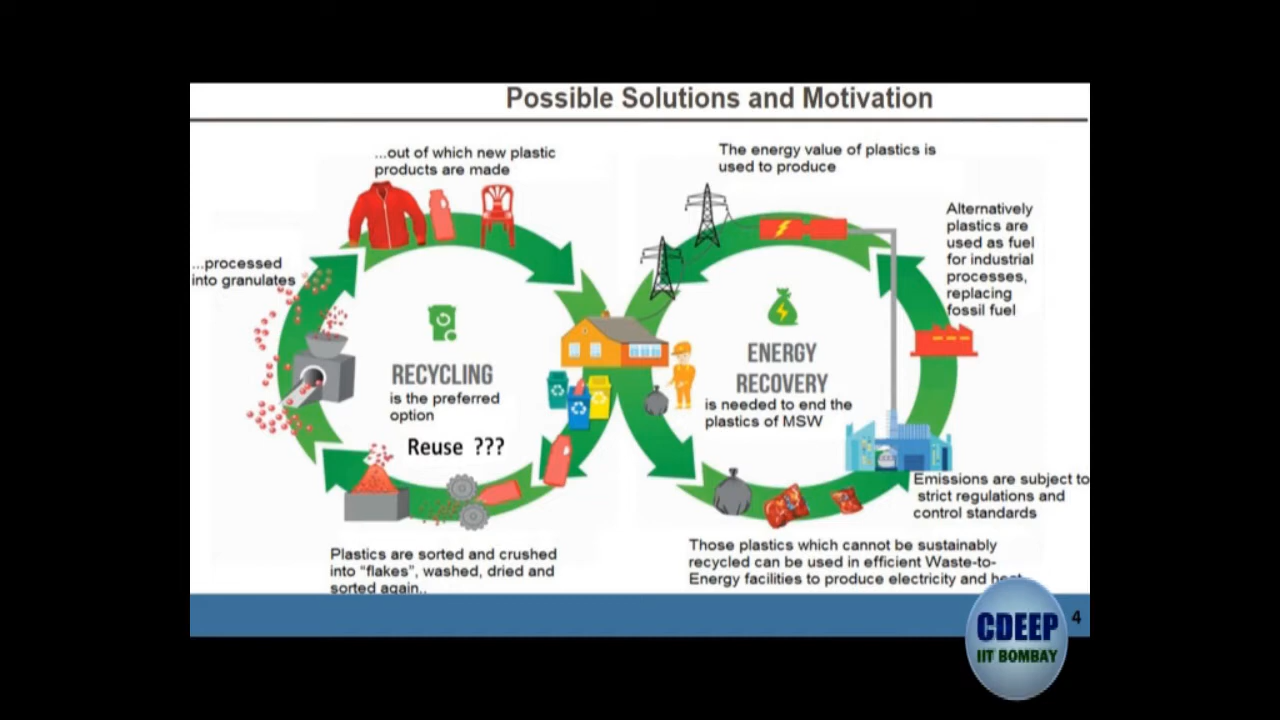 Possible Solutions and Motivation
...out of which new plastic
products are made
...processed
into granulates
RECYCLING
is the preferred
option
Reuse ???
Plastics are sorted and crushed
into “flakes”, washed, dried and
sorted again..
The energy value of plastics is
used to produce
Alternatively
plastics are
used as fuel
for industrial
processes,
replacing
fossil fuel
ENERGY
RECOVERY
is needed to end the
plastics of MSW
Emissions are subject to
strict regulations and
control standards
Those plastics which cannot be sustainably
recycled can be used in efficient Waste-to-
Energy facilities to produce electricity and heat
CDEEP
IIT BOMBAY
4